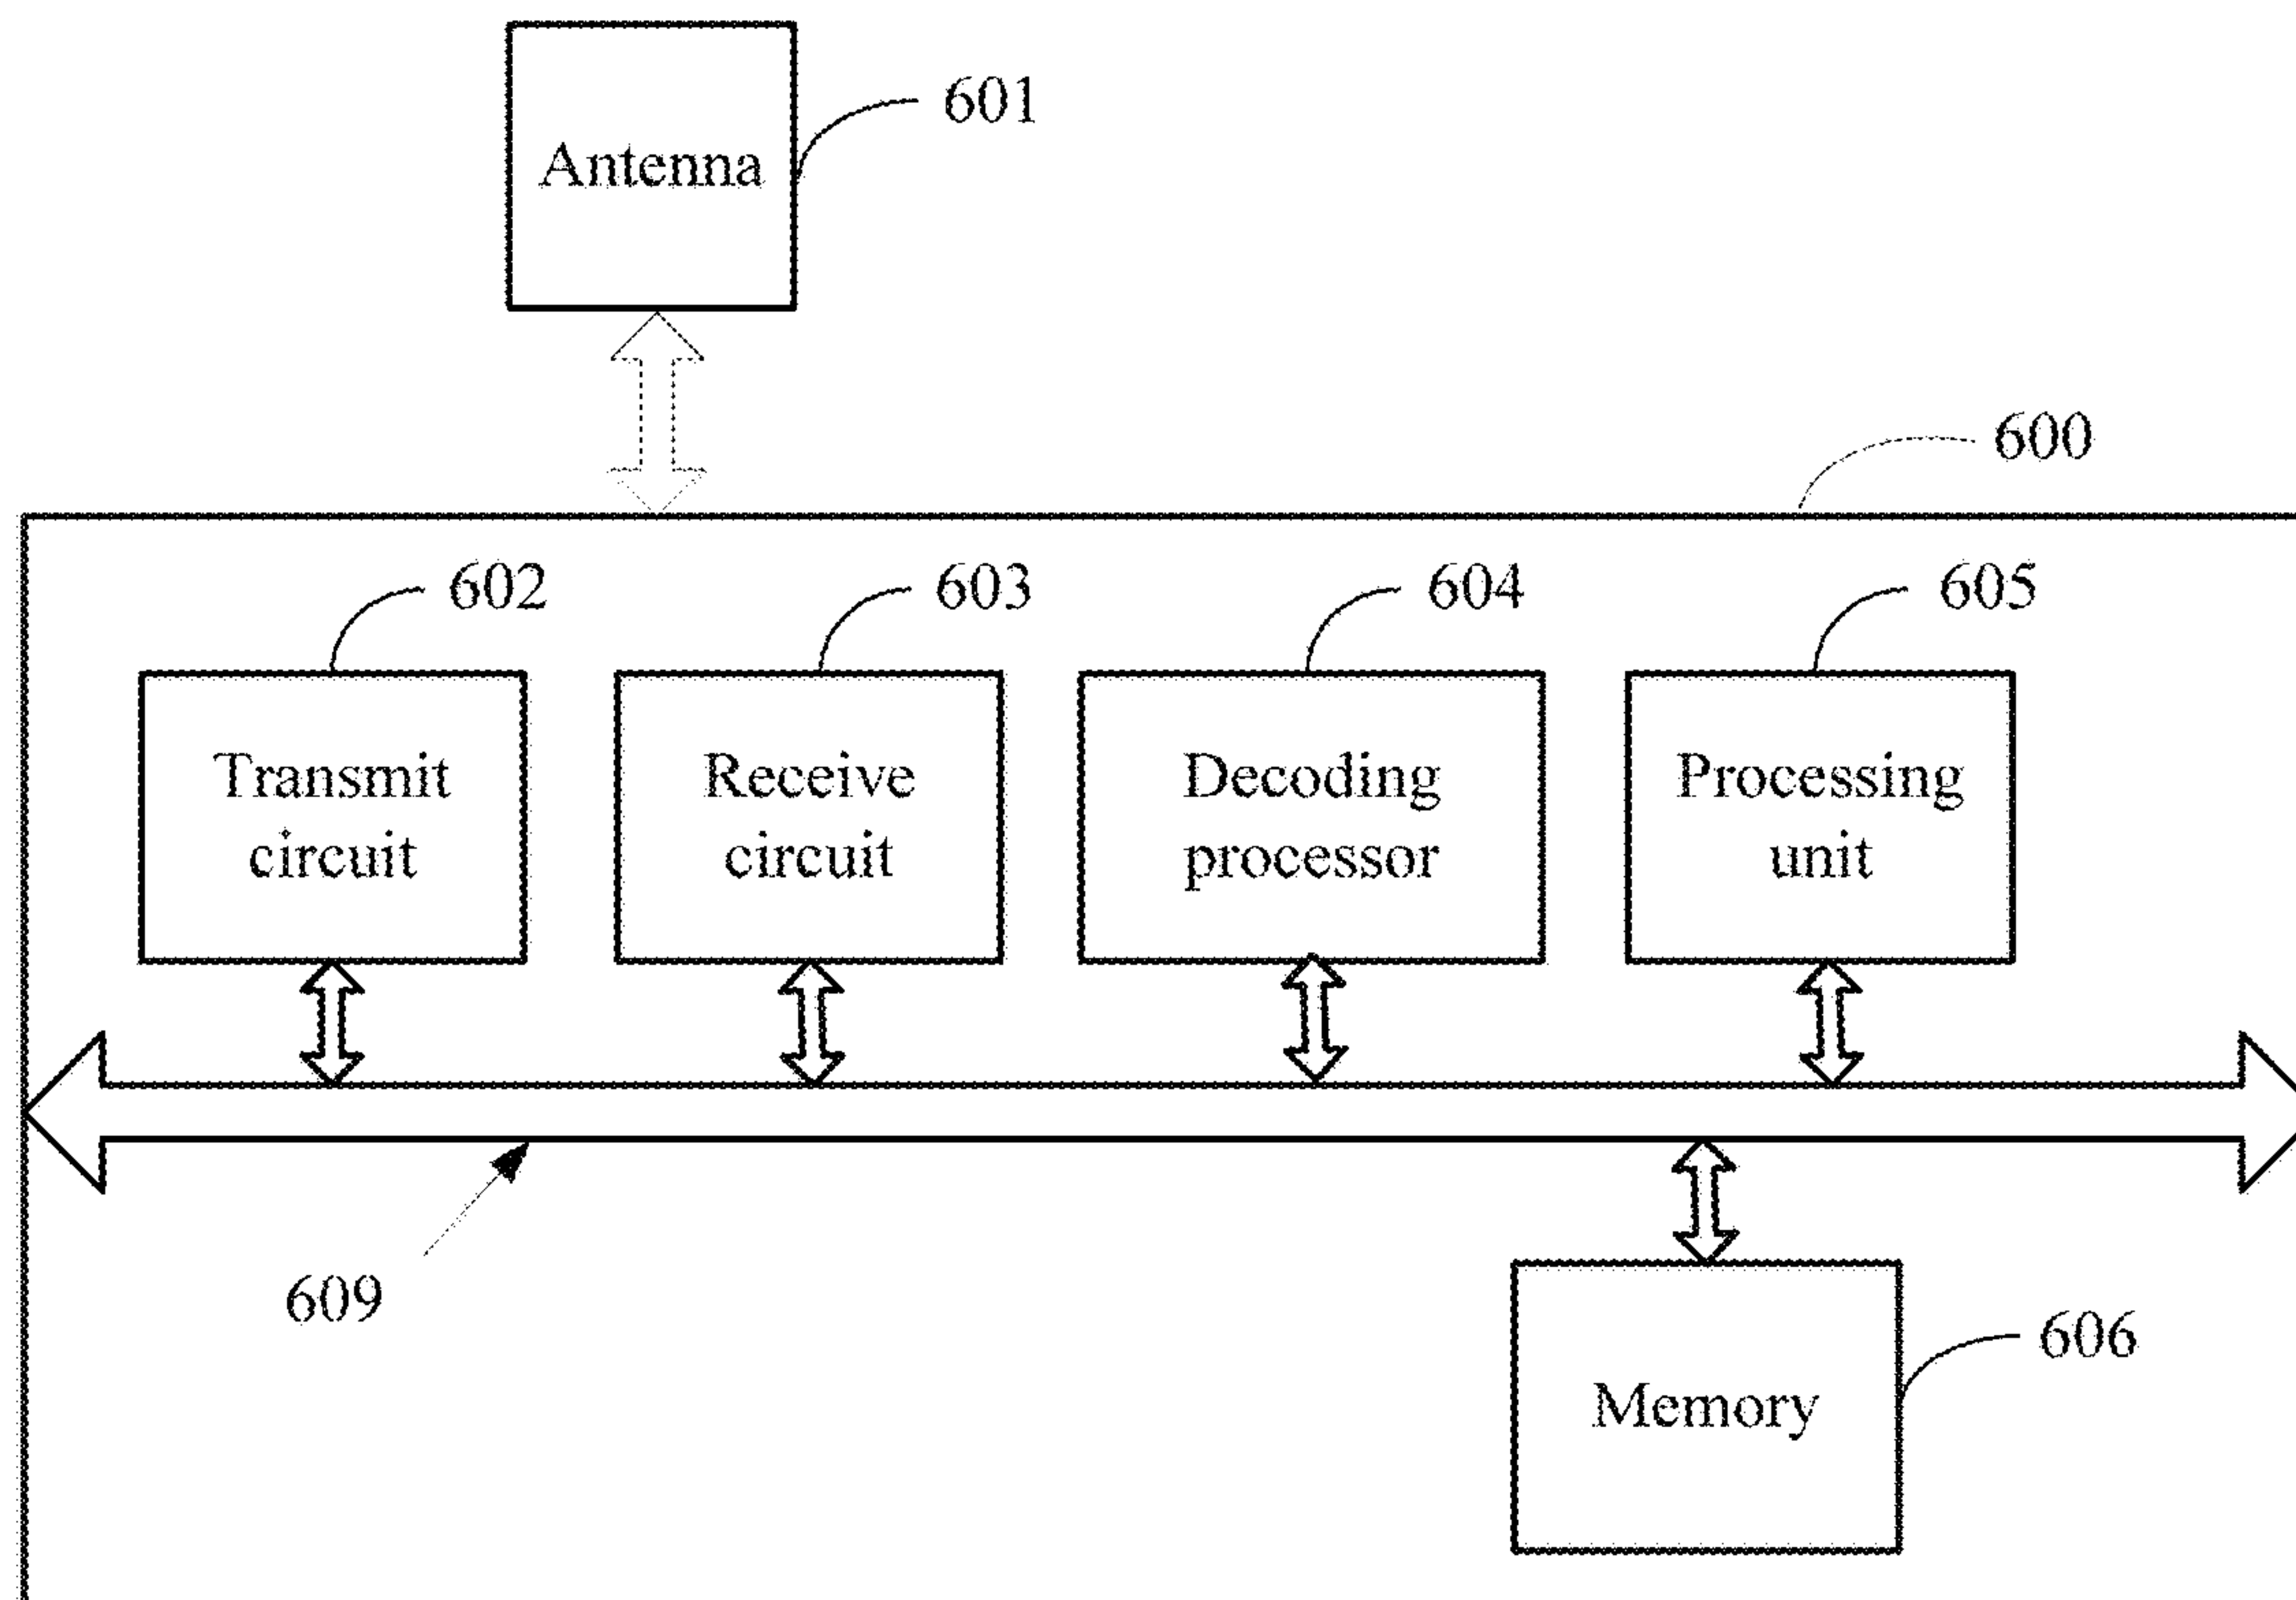 601
Antenna
600
602
603
604
605
Transmit
circuit
Receive
circuit
Decoding
processor
Processing
unit
609
606
Memory